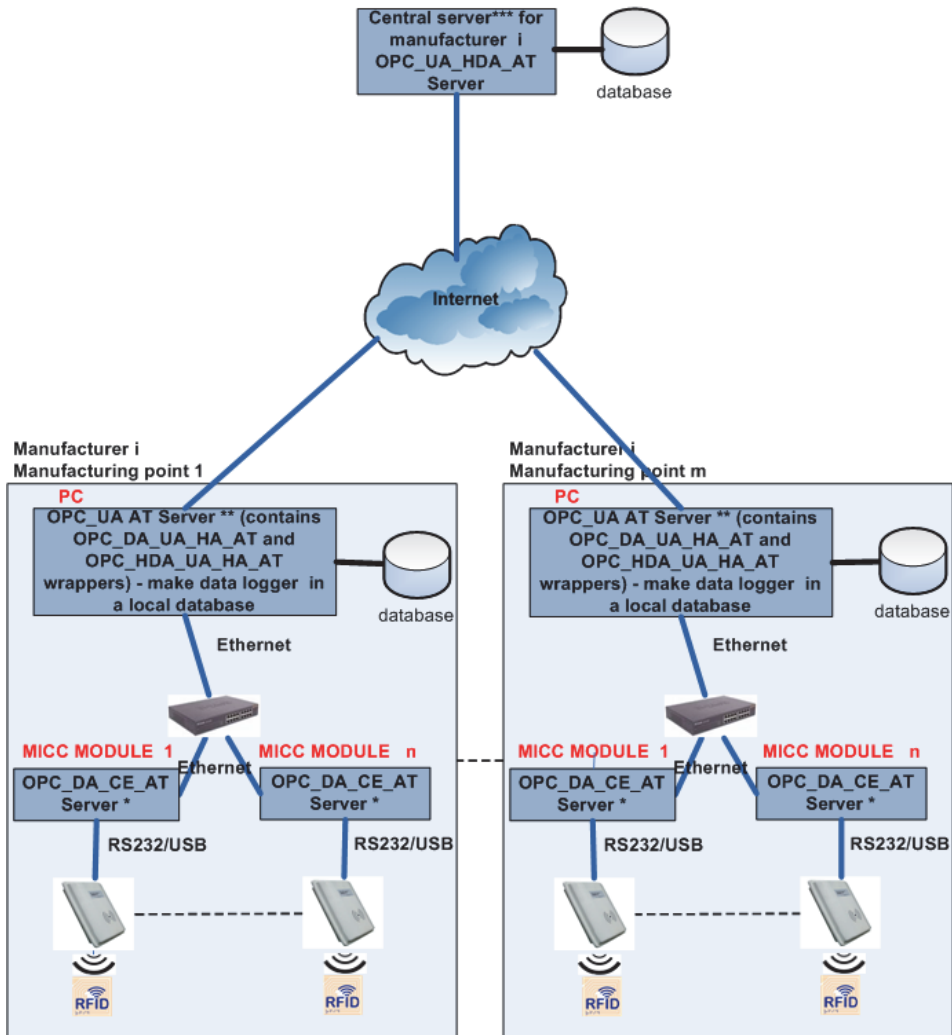 Central server*** for
manufacturer i
OPC_UA_HDA_AT
Server
database
Internet
Manufacturer i
Manufacturing point 1
PC
OPC_UA AT Server ** (contains
OPC_DA_UA_HA_AT and
OPC_HDA_UA_HA_AT
wrappers) - make data logger in
a local database
database
Ethernet
MICC MODULE 1
MICC MODULE n
Ethernet
OPC_DA_CE_AT
Server *
OPC_DA_CE_AT
Server *
RS232/USB
RS232/USB
RFID
RFID
Manufacturer i
Manufacturing point m
PC
OPC_UA AT Server ** (contains
OPC_DA_UA_HA_AT and
OPC_HDA_UA_HA_AT
wrappers) - make data logger in
a local database
database
Ethernet
MICC MODULE 1
MICC MODULE n
Ethernet
OPC_DA_CE_AT
Server *
OPC_DA_CE_AT
Server *
RS232/USB
RS232/USB
RFID
RFID